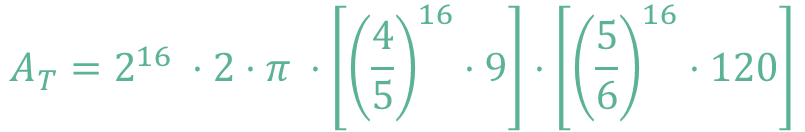 A_T = 2^16 · 2 · π · [(4/5)^16 · 9] · [(5/6)^16 · 120]